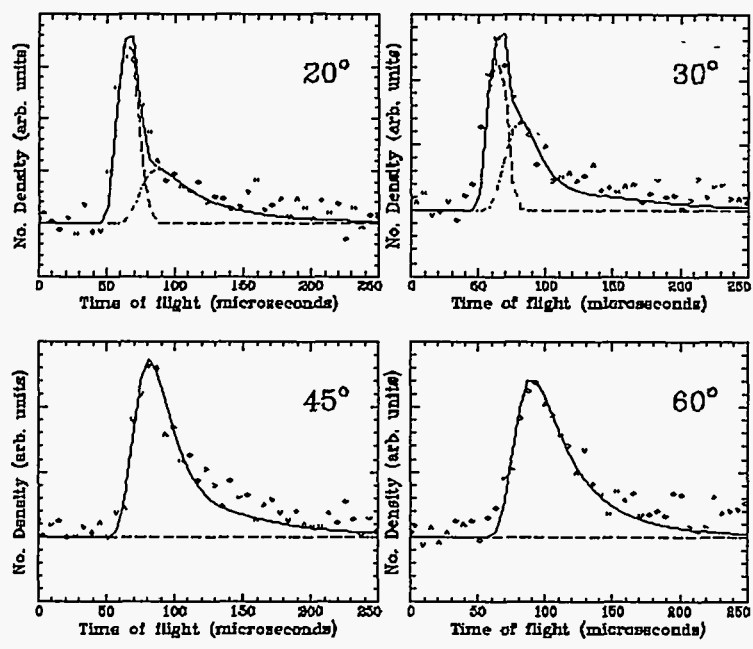 20°
No. Density (arb. units)
0 50 100 150 200 250
Time of flight (microseconds)
30°
No. Density (arb. units)
0 50 100 150 200 250
Time of flight (microseconds)
45°
No. Density (arb. units)
0 50 100 150 200 250
Time of flight (microseconds)
60°
No. Density (arb. units)
0 50 100 150 200 250
Time of flight (microseconds)